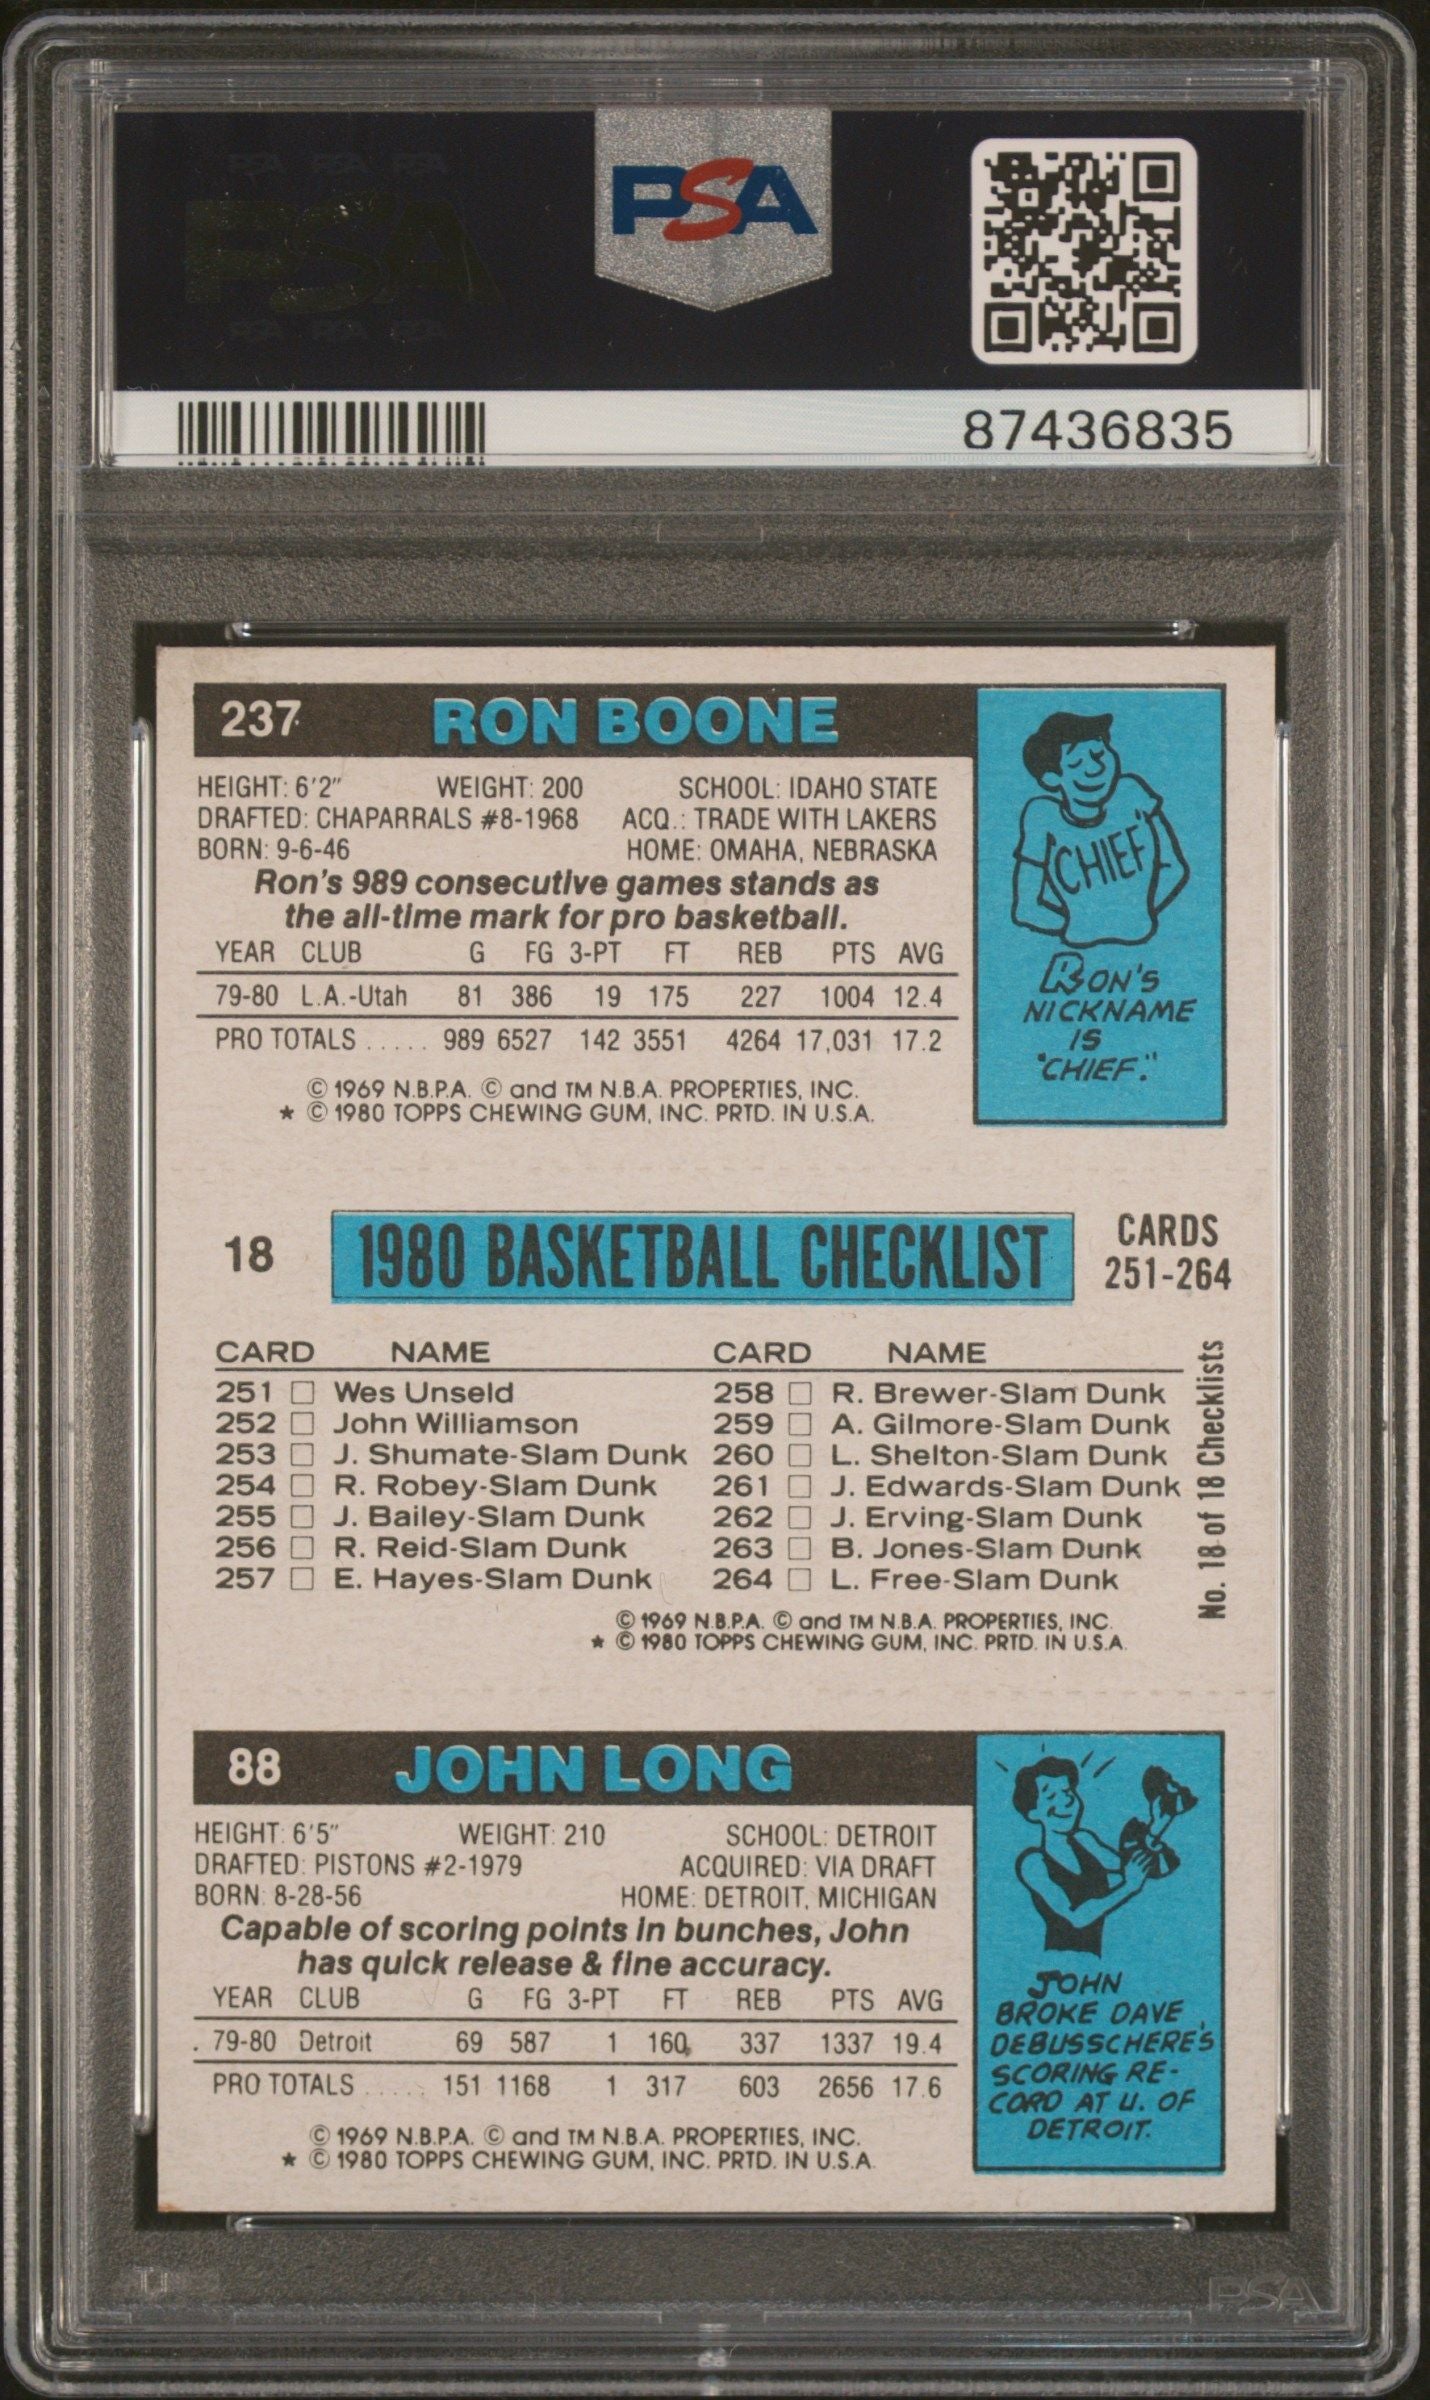 PSA
PSA PSA PSA
PSA
PSA PSA PSA
87436835
237 RON BOONE
HEIGHT: 6'2" WEIGHT: 200 SCHOOL: IDAHO STATE
DRAFTED: CHAPARRALS #8-1968 ACQ.: TRADE WITH LAKERS
BORN: 9-6-46 HOME: OMAHA, NEBRASKA
Ron's 989 consecutive games stands as
the all-time mark for pro basketball.
YEAR CLUB G FG 3-PT FT REB PTS AVG
79-80 L.A.-Utah 81 386 19 175 227 1004 12.4
PRO TOTALS ..... 989 6527 142 3551 4264 17,031 17.2
© 1969 N.B.P.A. © and TM N.B.A. PROPERTIES, INC.
★ © 1980 TOPPS CHEWING GUM, INC. PRTD. IN U.S.A.
CHIEF
RON'S
NICKNAME
IS
"CHIEF."
18 1980 BASKETBALL CHECKLIST CARDS
251-264
CARD NAME CARD NAME
251 □ Wes Unseld 258 □ R. Brewer-Slam Dunk
252 □ John Williamson 259 □ A. Gilmore-Slam Dunk
253 □ J. Shumate-Slam Dunk 260 □ L. Shelton-Slam Dunk
254 □ R. Robey-Slam Dunk 261 □ J. Edwards-Slam Dunk
255 □ J. Bailey-Slam Dunk 262 □ J. Erving-Slam Dunk
256 □ R. Reid-Slam Dunk 263 □ B. Jones-Slam Dunk
257 □ E. Hayes-Slam Dunk 264 □ L. Free-Slam Dunk
© 1969 N.B.P.A. © and TM N.B.A. PROPERTIES, INC.
★ © 1980 TOPPS CHEWING GUM, INC. PRTD. IN U.S.A.
No. 18 of 18 Checklists
88 JOHN LONG
HEIGHT: 6'5" WEIGHT: 210 SCHOOL: DETROIT
DRAFTED: PISTONS #2-1979 ACQUIRED: VIA DRAFT
BORN: 8-28-56 HOME: DETROIT, MICHIGAN
Capable of scoring points in bunches, John
has quick release & fine accuracy.
YEAR CLUB G FG 3-PT FT REB PTS AVG
79-80 Detroit 69 587 1 160 337 1337 19.4
PRO TOTALS ..... 151 1168 1 317 603 2656 17.6
© 1969 N.B.P.A. © and TM N.B.A. PROPERTIES, INC.
★ © 1980 TOPPS CHEWING GUM, INC. PRTD. IN U.S.A.
JOHN
BROKE DAVE
DEBUSSCHERE'S
SCORING RE-
CORD AT U. OF
DETROIT.
PSA